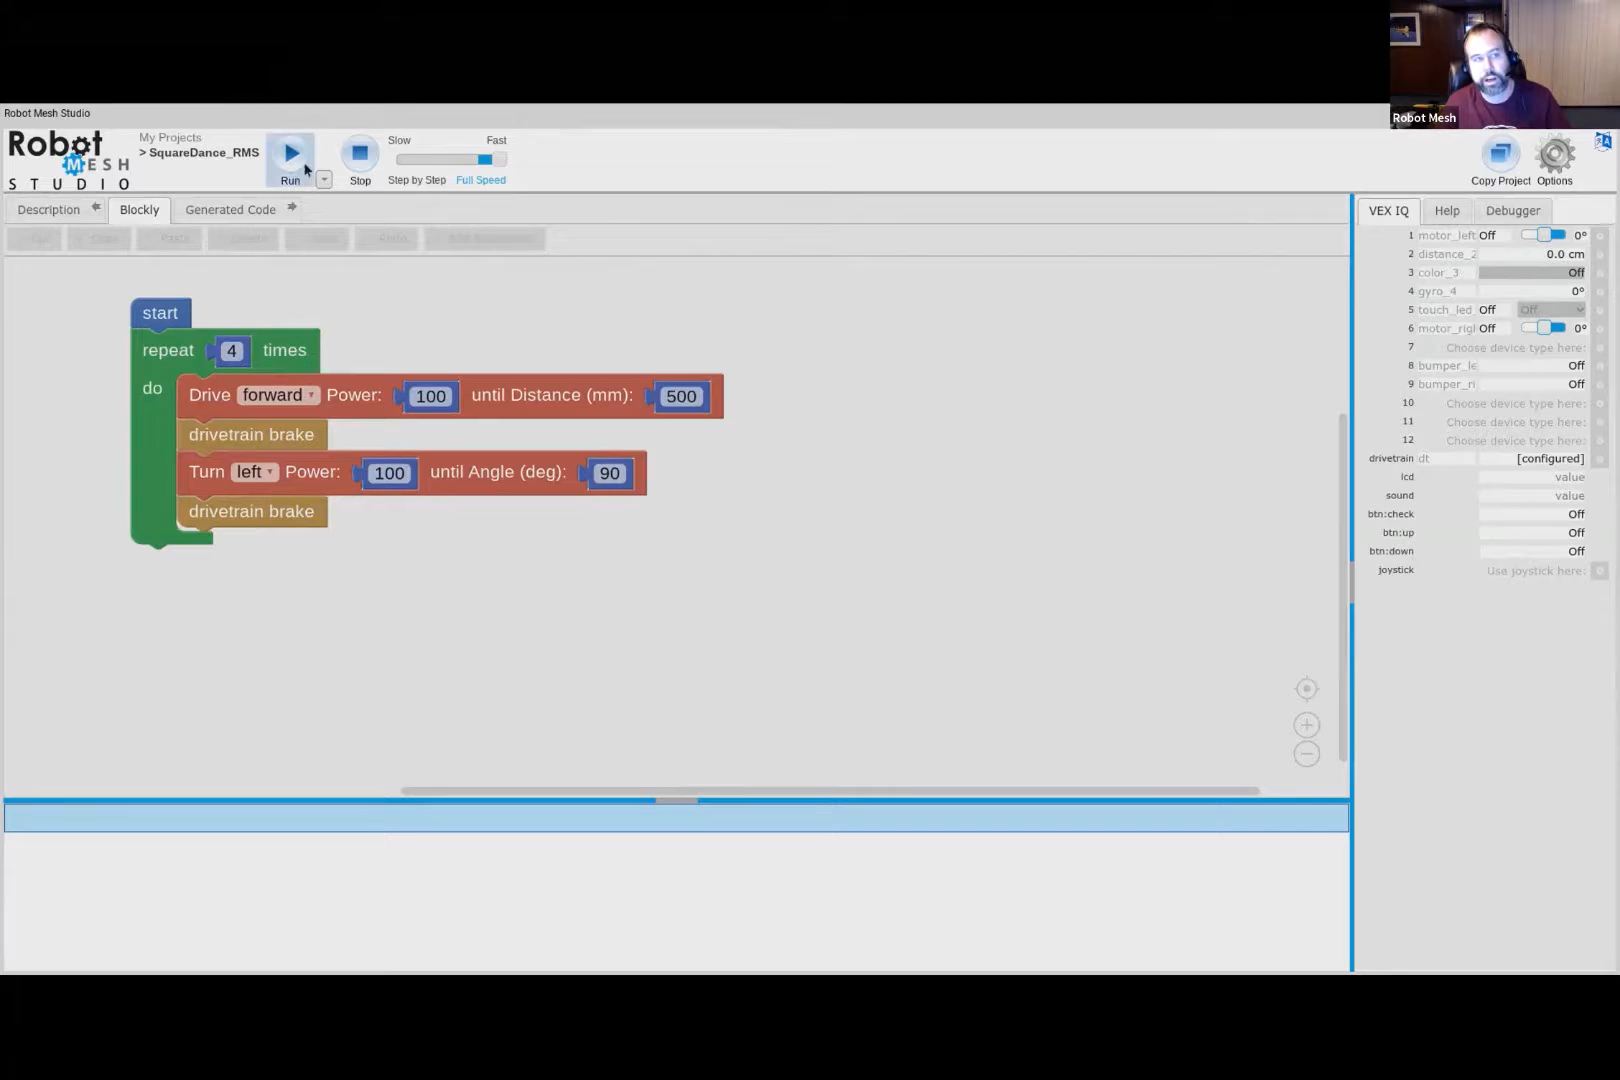 Robot Mesh
Robot Mesh Studio
Robot
MESH
STUDIO
My Projects
> SquareDance_RMS
Run
Stop
Slow
Fast
Step by Step
Full Speed
Copy Project
Options
Description
Blockly
Generated Code
Paste
Undo
start
repeat 4 times
do
Drive forward Power: 100 until Distance (mm): 500
drivetrain brake
Turn left Power: 100 until Angle (deg): 90
drivetrain brake
VEX IQ
Help
Debugger
1 motor_left Off 0°
2 distance_2 0.0 cm
3 color_3 Off
4 gyro_4 0°
5 touch_led Off Off
6 motor_rig Off 0°
7 Choose device type here:
8 bumper_le Off
9 bumper_ri Off
10 Choose device type here:
11 Choose device type here:
12 Choose device type here:
drivetrain dt [configured]
lcd value
sound value
btn:check Off
btn:up Off
btn:down Off
joystick Use joystick here: